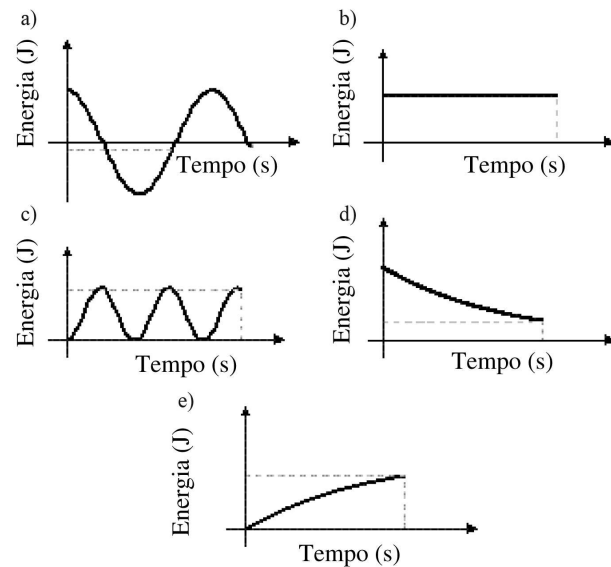 a)
Energia (J)
Tempo (s)
b)
Energia (J)
Tempo (s)
c)
Energia (J)
Tempo (s)
d)
Energia (J)
Tempo (s)
e)
Energia (J)
Tempo (s)